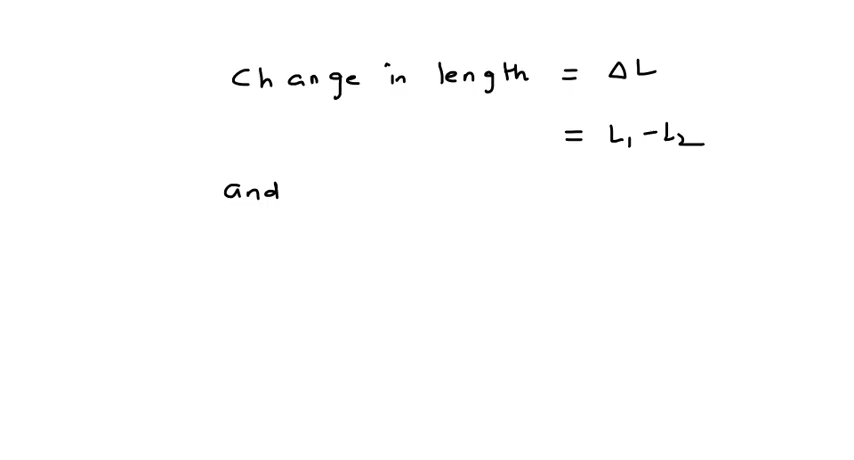 Change in length = ΔL
= L₁ - L₂
and